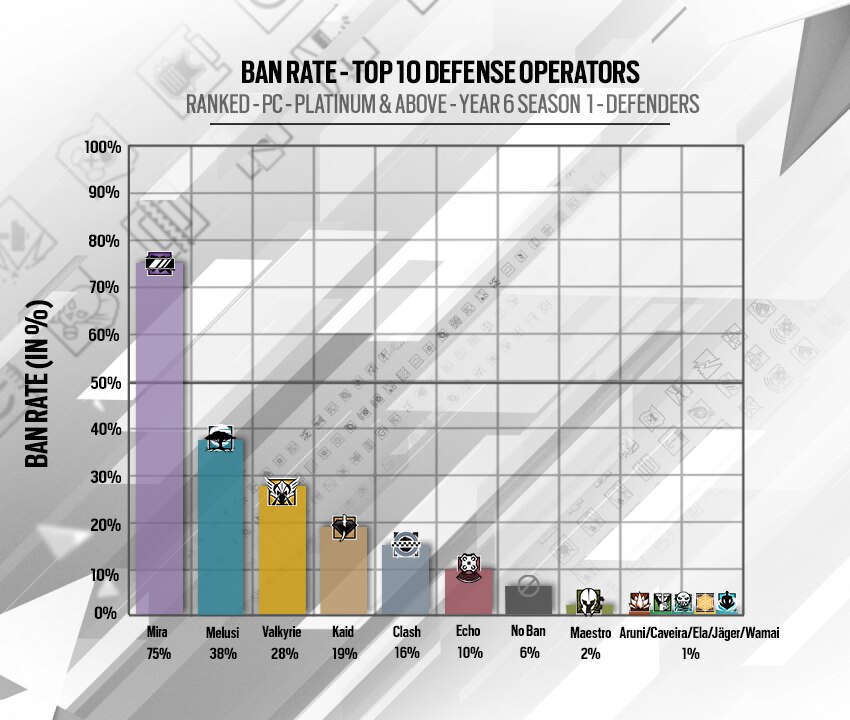 BAN RATE - TOP 10 DEFENSE OPERATORS
RANKED - PC - PLATINUM & ABOVE - YEAR 6 SEASON 1 - DEFENDERS
BAN RATE (IN %)
100%
90%
80%
70%
60%
50%
40%
30%
20%
10%
0%
Mira Melusi Valkyrie Kaid Clash Echo No Ban Maestro Aruni/Caveira/Ela/Jäger/Wamai
75% 38% 28% 19% 16% 10% 6% 2% 1%